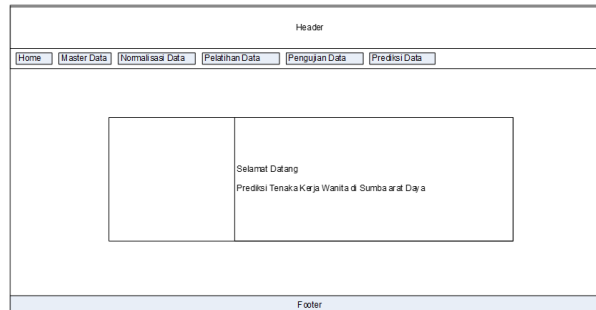 Header
Home Master Data Normalisasi Data Pelatihan Data Pengujian Data Prediksi Data
Selamat Datang
Prediksi Tenaka Kerja Wanita di Sumba arat Daya
Footer